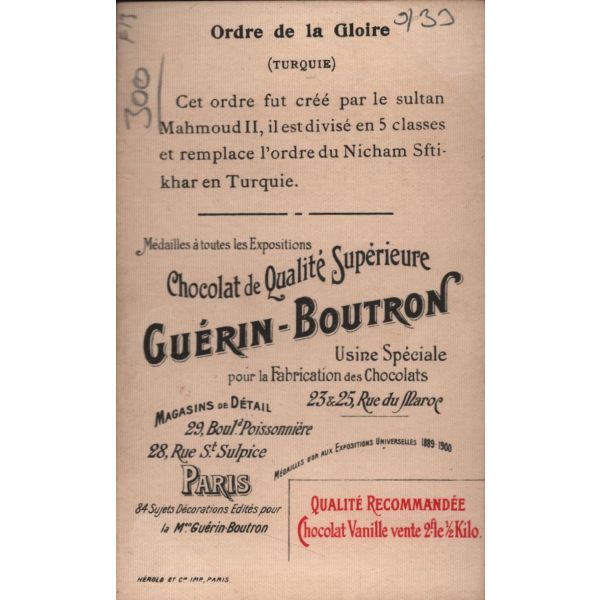 Ordre de la Gloire
(TURQUIE)
Cet ordre fut créé par le sultan
Mahmoud II, il est divisé en 5 classes
et remplace l'ordre du Nicham Sfti-
khar en Turquie.
300
Médailles à toutes les Expositions
Chocolat de Qualité Supérieure
GUÉRIN-BOUTRON
Usine Spéciale
pour la Fabrication des Chocolats
23 & 25, Rue du Maroc
MAGASINS DE DÉTAIL
29, Boul.d Poissonnière
28, Rue St. Sulpice
PARIS
MÉDAILLES D'OR AUX EXPOSITIONS UNIVERSELLES 1889-1900
84 Sujets Décorations Edités pour
la Mon Guérin-Boutron
QUALITÉ RECOMMANDÉE
Chocolat Vanille vente 2f. le ½ Kilo.
HÉROLD ET Cie IMP, PARIS